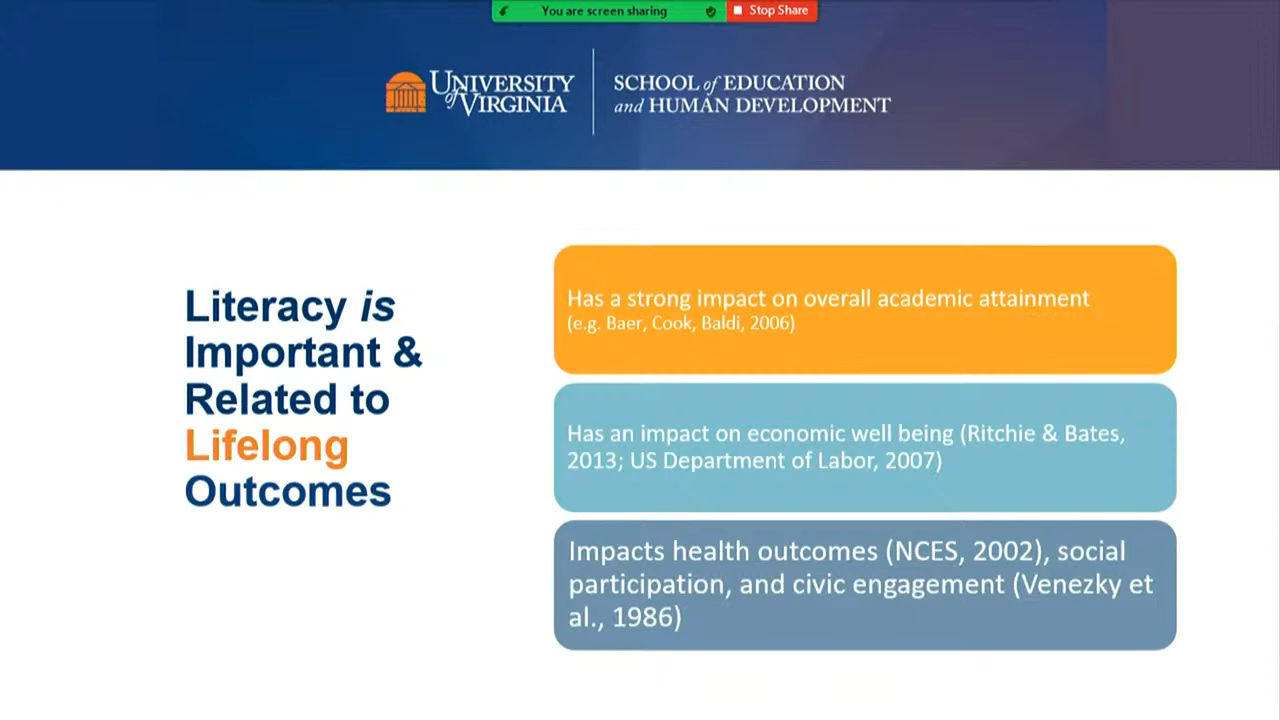 You are screen sharing
Stop Share
UNIVERSITY
of VIRGINIA
SCHOOL of EDUCATION
and HUMAN DEVELOPMENT
Literacy is
Important &
Related to
Lifelong
Outcomes
Has a strong impact on overall academic attainment
(e.g. Baer, Cook, Baldi, 2006)
Has an impact on economic well being (Ritchie & Bates,
2013; US Department of Labor, 2007)
Impacts health outcomes (NCES, 2002), social
participation, and civic engagement (Venezky et
al., 1986)